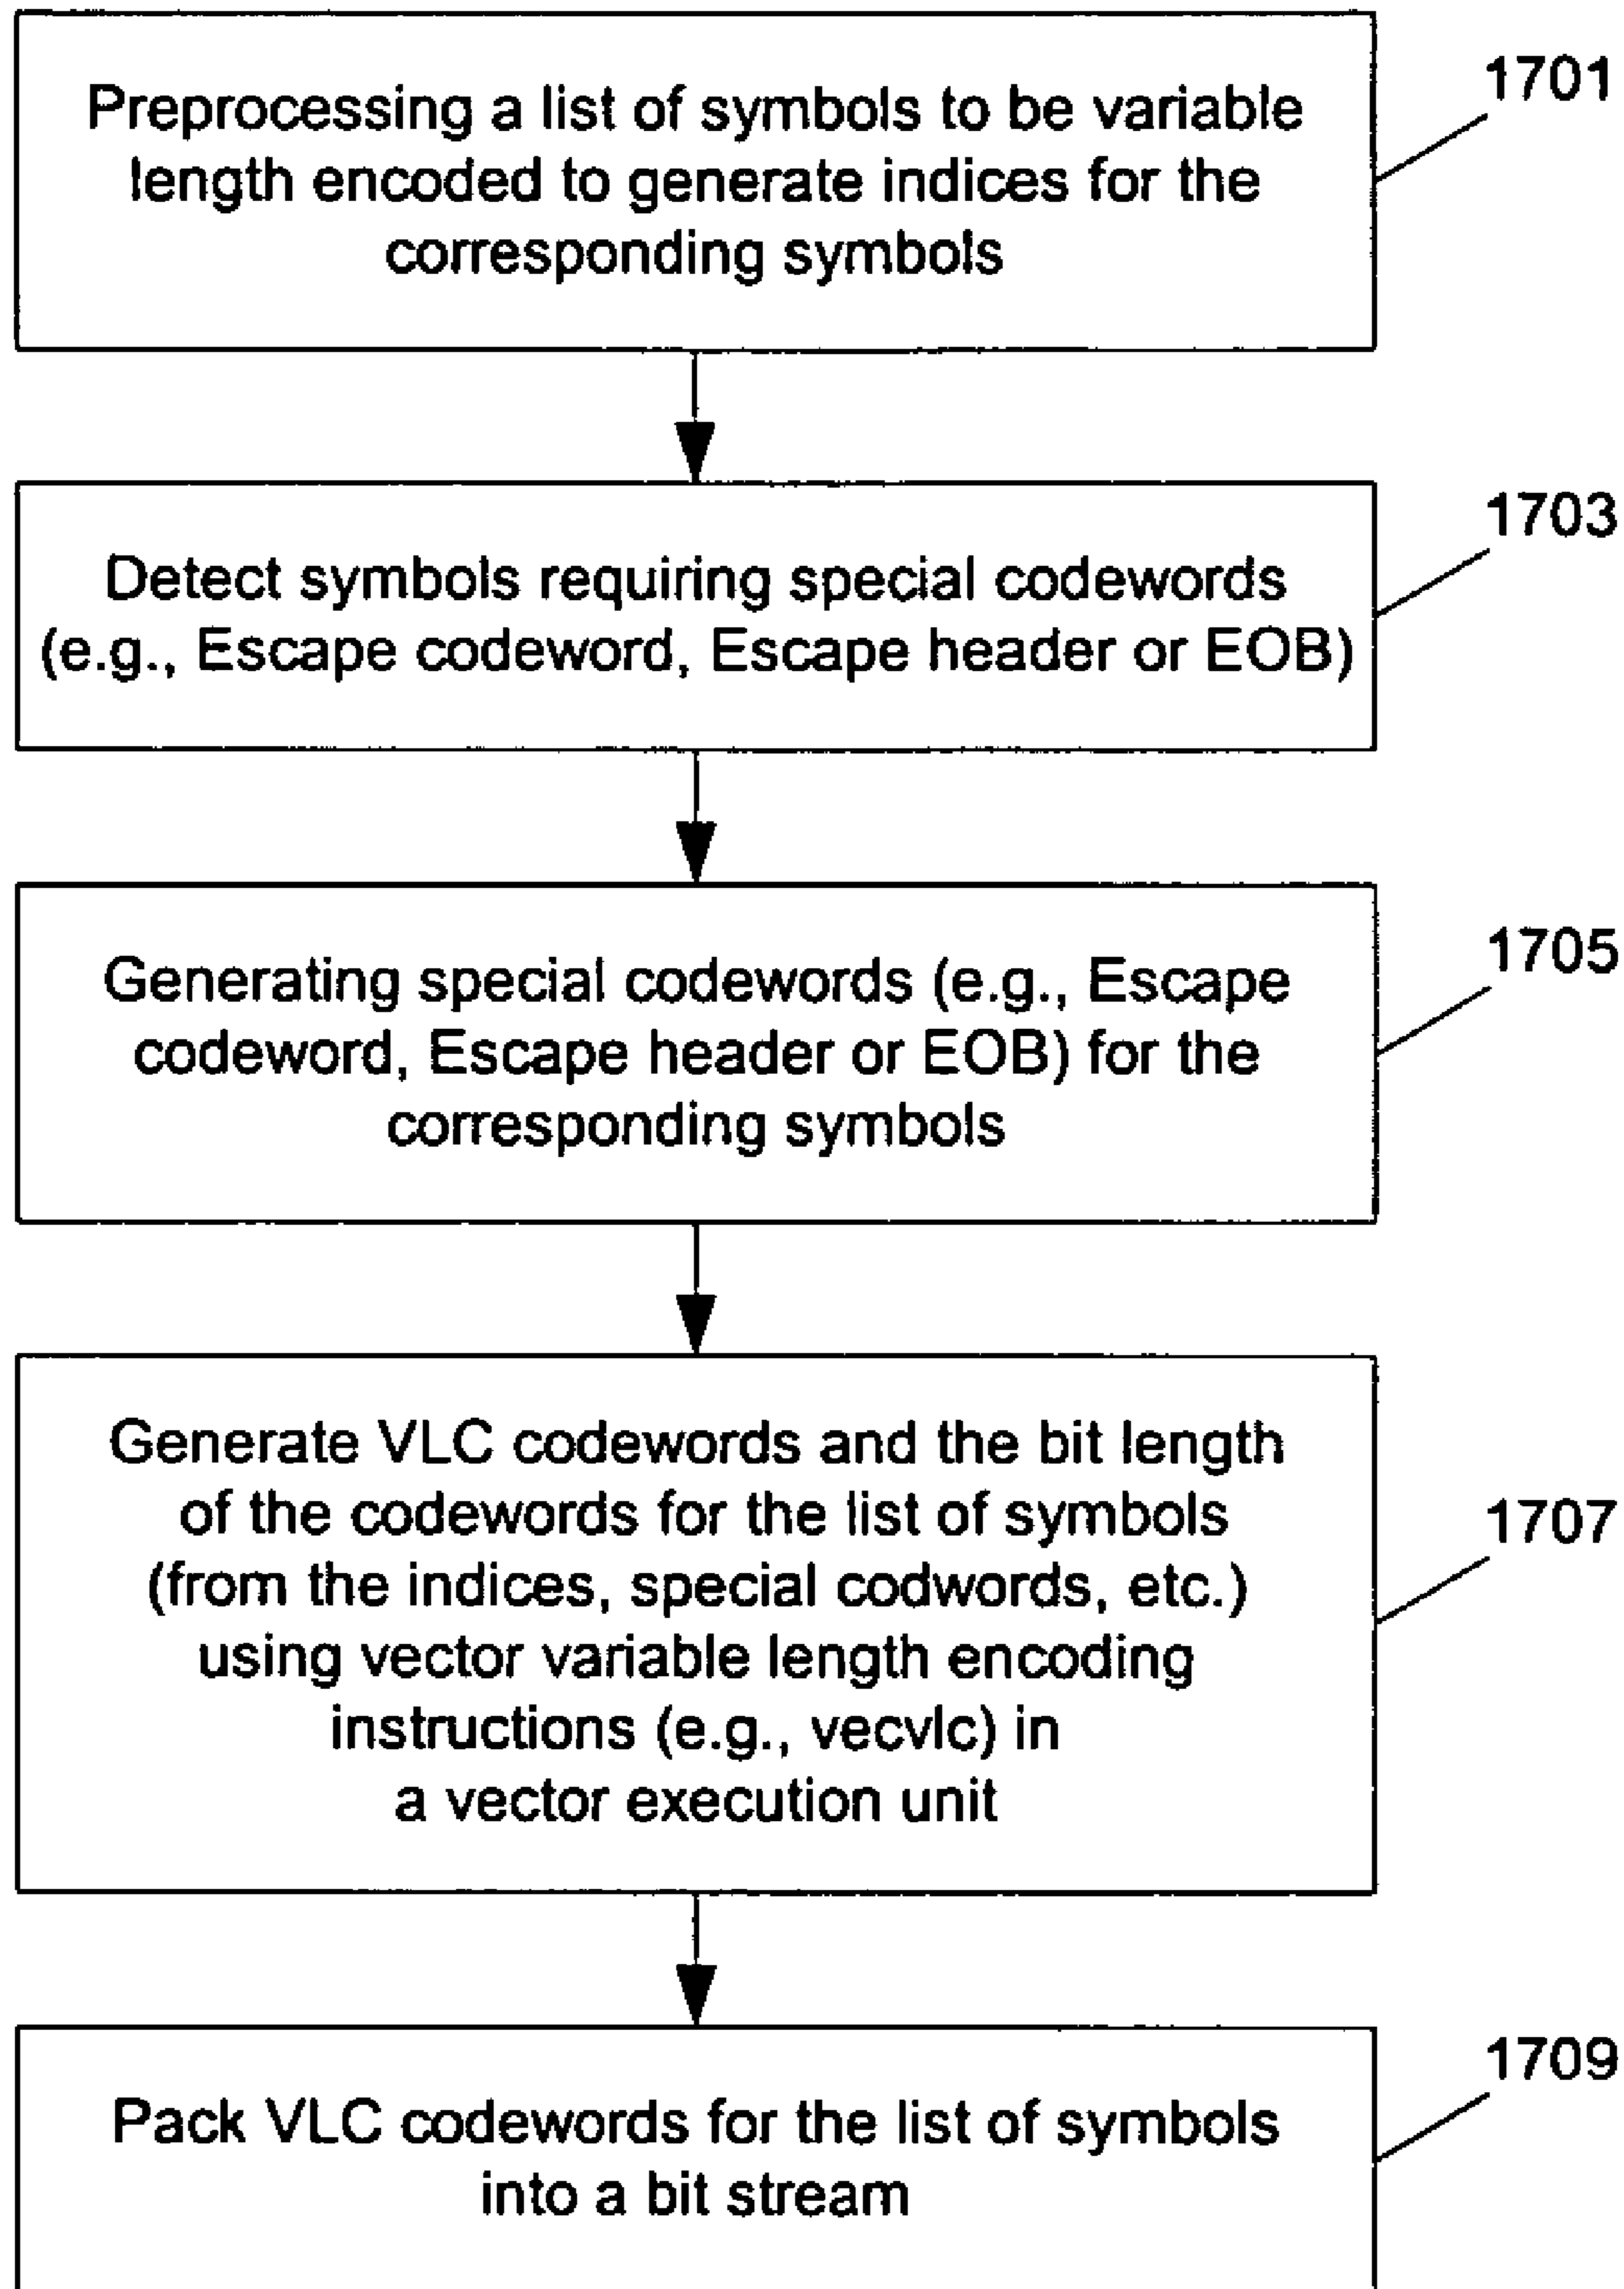 Preprocessing a list of symbols to be variable
length encoded to generate indices for the
corresponding symbols
1701
Detect symbols requiring special codewords
(e.g., Escape codeword, Escape header or EOB)
1703
Generating special codewords (e.g., Escape
codeword, Escape header or EOB) for the
corresponding symbols
1705
Generate VLC codewords and the bit length
of the codewords for the list of symbols
(from the indices, special codwords, etc.)
using vector variable length encoding
instructions (e.g., vecvlc) in
a vector execution unit
1707
Pack VLC codewords for the list of symbols
into a bit stream
1709